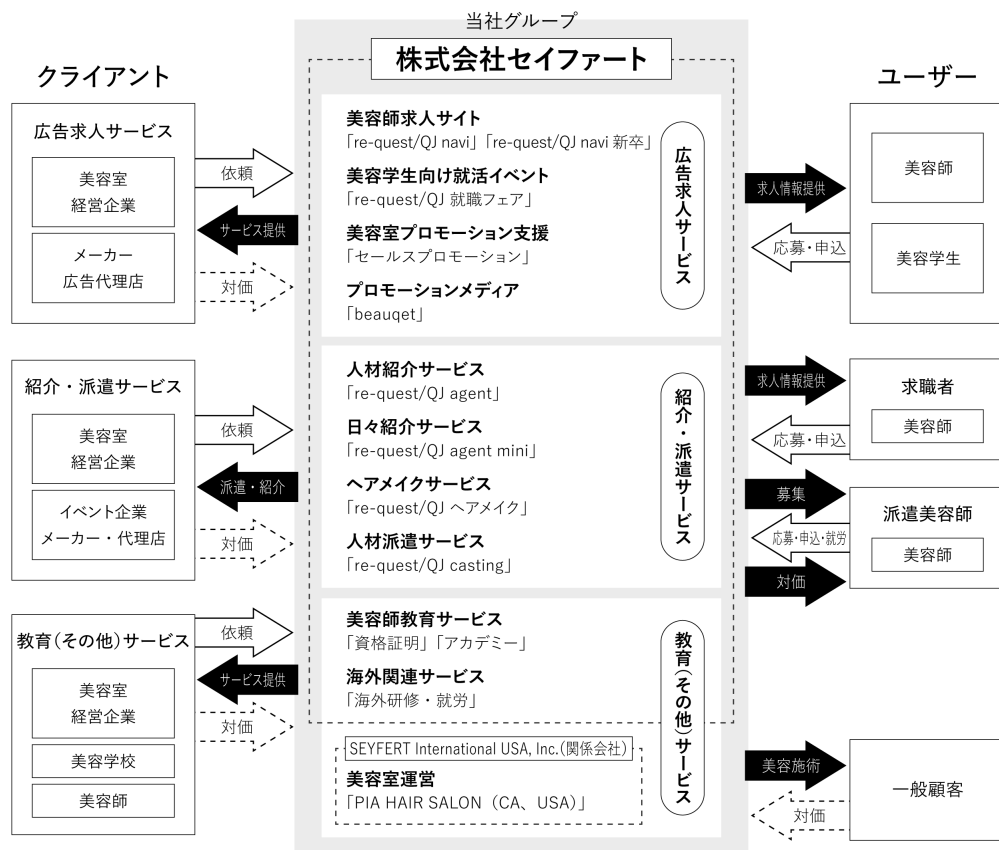 当社グループ
株式会社セイファート
クライアント
広告求人サービス
美容室
経営企業
メーカー
広告代理店
依頼
サービス提供
対価
紹介・派遣サービス
美容室
経営企業
イベント企業
メーカー・代理店
依頼
派遣・紹介
対価
教育(その他)サービス
美容室
経営企業
美容学校
美容師
依頼
サービス提供
対価
美容師求人サイト
「re-quest/QJ navi」「re-quest/QJ navi 新卒」
美容学生向け就活イベント
「re-quest/QJ 就職フェア」
美容室プロモーション支援
「セールスプロモーション」
プロモーションメディア
「beauqet」
広告求人サービス
人材紹介サービス
「re-quest/QJ agent」
日々紹介サービス
「re-quest/QJ agent mini」
ヘアメイクサービス
「re-quest/QJ ヘアメイク」
人材派遣サービス
「re-quest/QJ casting」
紹介・派遣サービス
美容師教育サービス
「資格証明」「アカデミー」
海外関連サービス
「海外研修・就労」
SEYFERT International USA, Inc.(関係会社)
美容室運営
「PIA HAIR SALON（CA、USA）」
教育(その他)サービス
ユーザー
求人情報提供
応募・申込
美容師
美容学生
求人情報提供
応募・申込
求職者
美容師
募集
応募・申込・就労
対価
派遣美容師
美容師
美容施術
対価
一般顧客